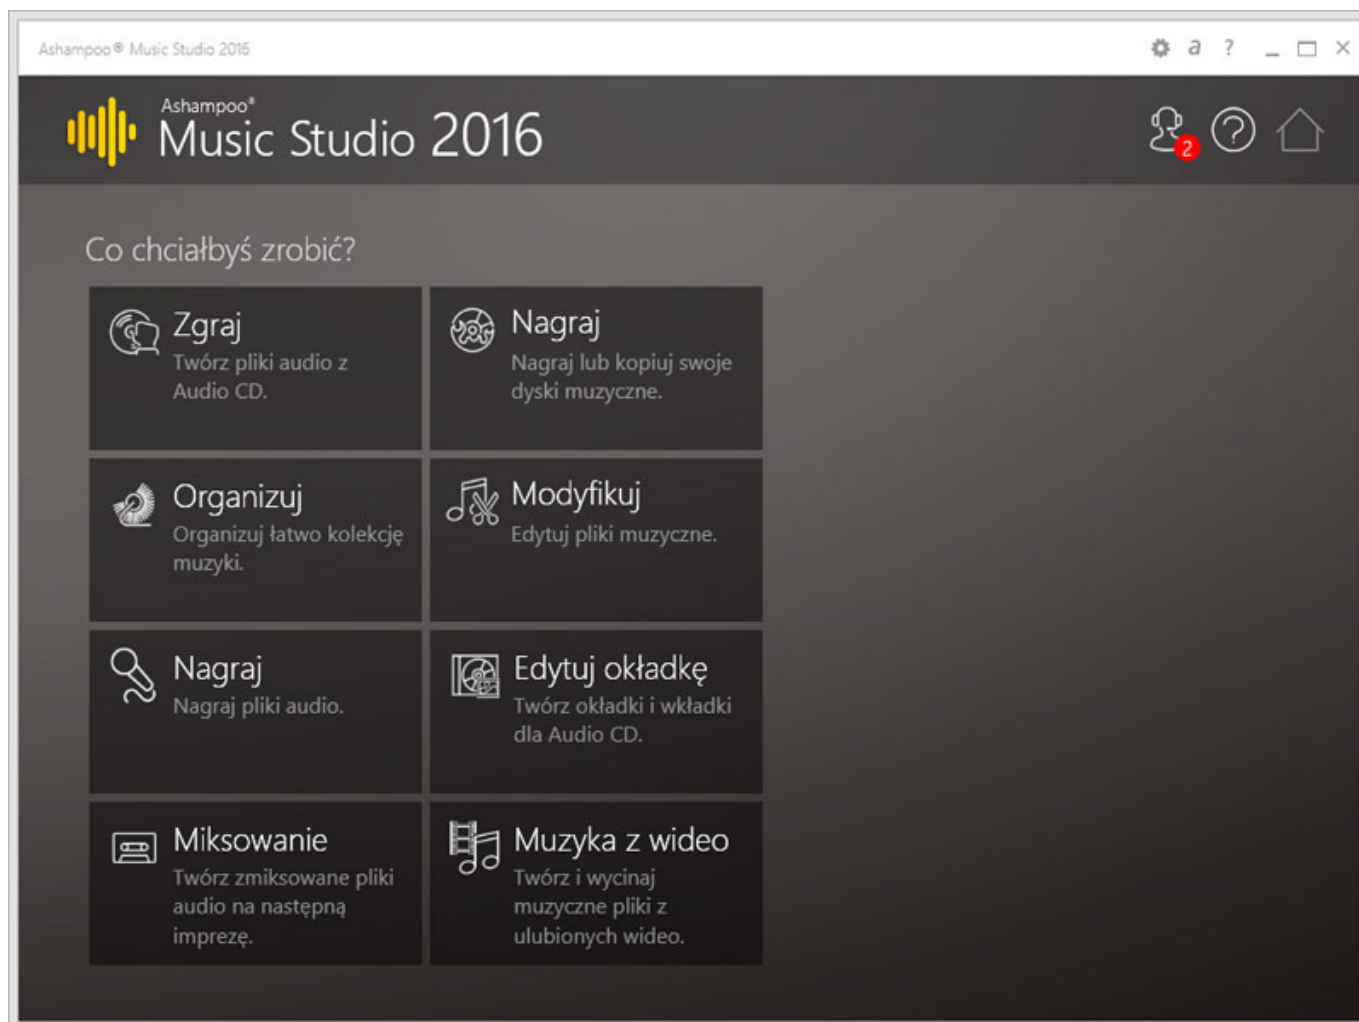 Ashampoo® Music Studio 2016
a ?
Ashampoo®
Music Studio 2016
2
?
Co chciałbyś zrobić?
Zgraj
Twórz pliki audio z
Audio CD.
Nagraj
Nagraj lub kopiuj swoje
dyski muzyczne.
Organizuj
Organizuj łatwo kolekcję
muzyki.
Modyfikuj
Edytuj pliki muzyczne.
Nagraj
Nagraj pliki audio.
Edytuj okładkę
Twórz okładki i wkładki
dla Audio CD.
Miksowanie
Twórz zmiksowane pliki
audio na następną
imprezę.
Muzyka z wideo
Twórz i wycinaj
muzyczne pliki z
ulubionych wideo.